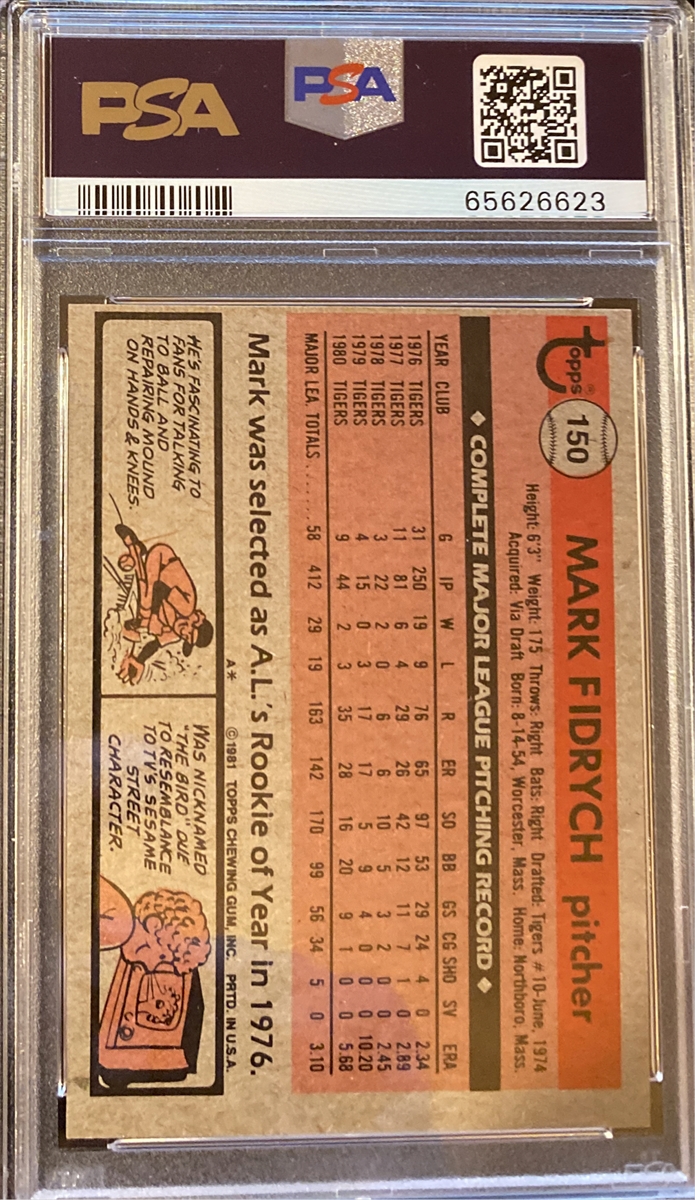 PSA
PSA
65626623
Topps®
150
MARK FIDRYCH pitcher
Height: 6'3" Weight: 175 Throws: Right Bats: Right Drafted: Tigers #10-June, 1974
Acquired: Via Draft Born: 8-14-54, Worcester, Mass. Home: Northboro, Mass.
◆ COMPLETE MAJOR LEAGUE PITCHING RECORD ◆
YEAR CLUB G IP W L R ER SO BB GS CG SHO SV ERA
1976 TIGERS 31 250 19 9 76 65 97 53 29 24 4 0 2.34
1977 TIGERS 11 81 6 4 29 26 42 12 11 7 1 0 2.89
1978 TIGERS 3 22 2 0 6 6 10 5 3 2 0 0 2.45
1979 TIGERS 4 15 0 3 17 17 5 9 4 0 0 0 10.20
1980 TIGERS 9 44 2 3 35 28 16 20 9 1 0 0 5.68
MAJOR LEA. TOTALS........ 58 412 29 19 163 142 170 99 56 34 5 0 3.10
Mark was selected as A.L.'s Rookie of Year in 1976.
A* ©1981 TOPPS CHEWING GUM, INC. PRTD. IN U.S.A.
HE'S FASCINATING TO
FANS FOR TALKING
TO BALL AND
REPAIRING MOUND
ON HANDS & KNEES.
WAS NICKNAMED
"THE BIRD" DUE
TO RESEMBLANCE
TO TV'S SESAME
STREET
CHARACTER.
PSA